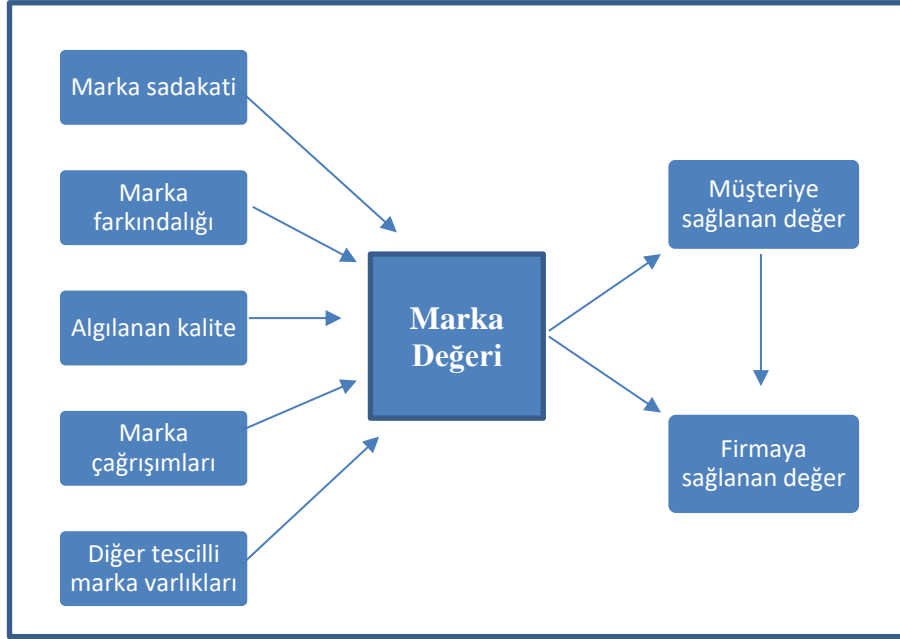 Marka sadakati
Marka
farkındalığı
Algılanan kalite
Marka
çağrışımları
Diğer tescilli
marka varlıkları
Marka
Değeri
Müşteriye
sağlanan değer
Firmaya
sağlanan değer